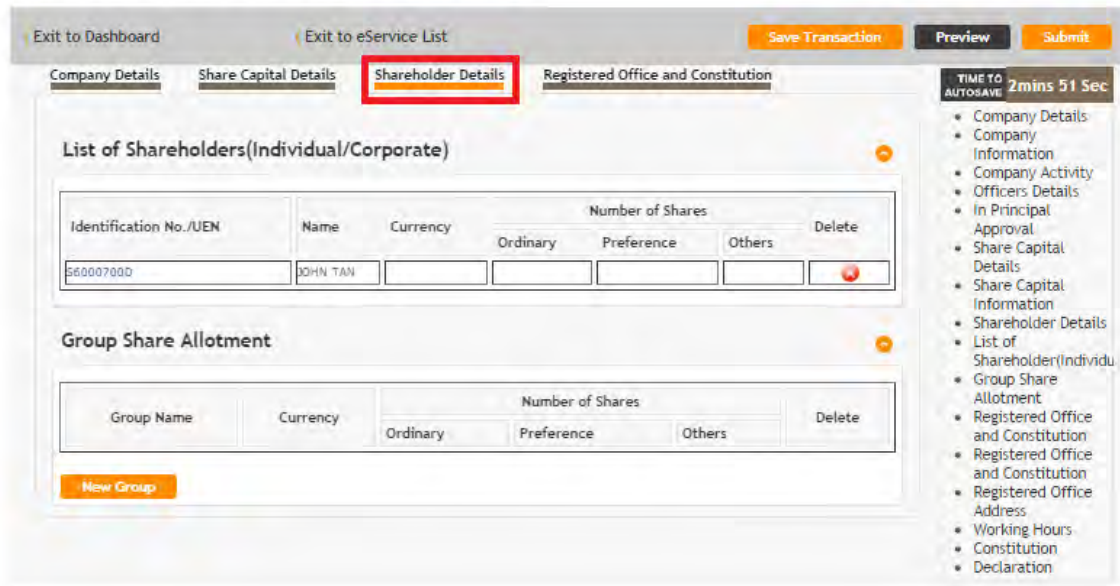 Exit to Dashboard
Exit to eService List
Save Transaction
Preview
Submit
Company Details
Share Capital Details
Shareholder Details
Registered Office and Constitution
TIME TO AUTOSAVE 2mins 51 Sec
List of Shareholders(Individual/Corporate)
Identification No./UEN
Name
Currency
Number of Shares
Ordinary
Preference
Others
Delete
S6000700D
JOHN TAN
Group Share Allotment
Group Name
Currency
Number of Shares
Ordinary
Preference
Others
Delete
New Group
Company Details
Company
Information
Company Activity
Officers Details
In Principal
Approval
Share Capital
Details
Share Capital
Information
Shareholder Details
List of
Shareholder(Individu
Group Share
Allotment
Registered Office
and Constitution
Registered Office
and Constitution
Registered Office
Address
Working Hours
Constitution
Declaration